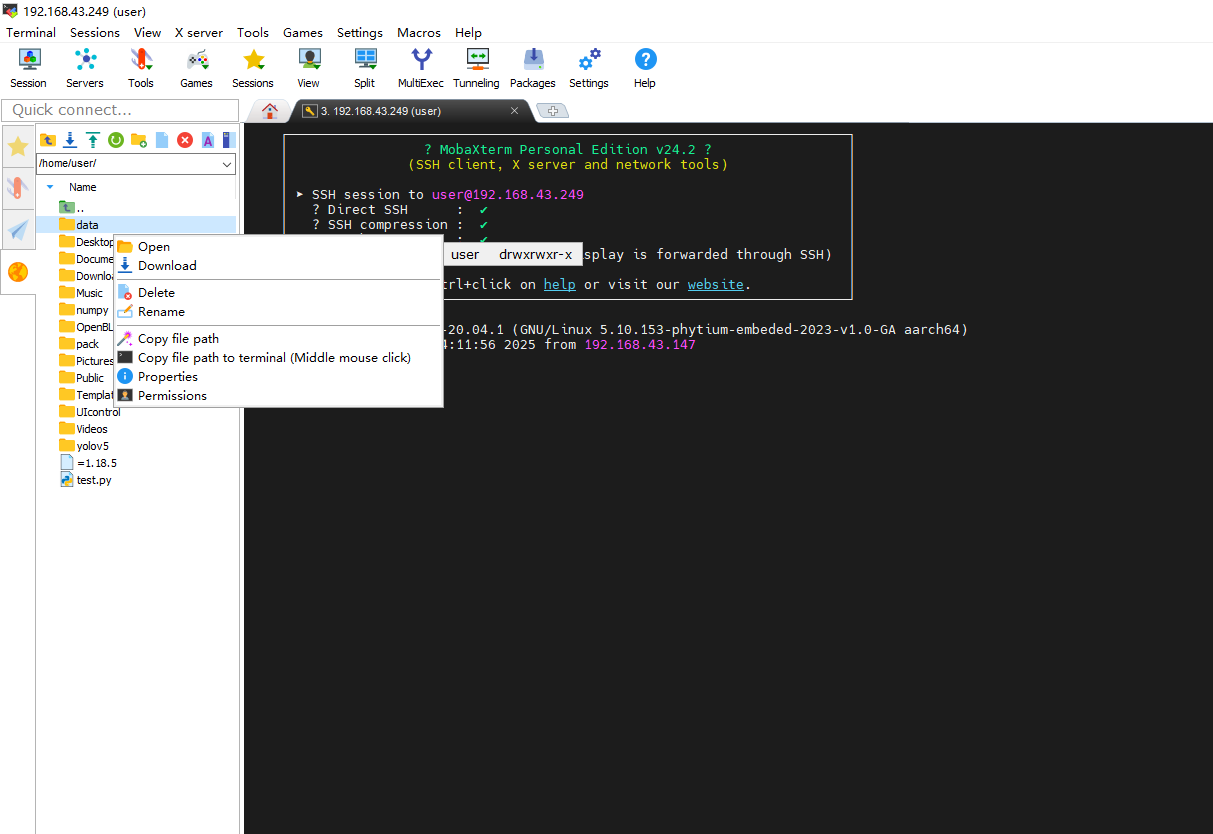 192.168.43.249 (user)
Terminal Sessions View X server Tools Games Settings Macros Help
Session Servers Tools Games Sessions View Split MultiExec Tunneling Packages Settings Help
Quick connect...
3. 192.168.43.249 (user)
/home/user/
Name
..
data
Desktop
Docume
Downloa
Music
numpy
OpenBL
pack
Pictures
Public
Templat
UIcontrol
Videos
yolov5
=1.18.5
test.py
Open
Download
Delete
Rename
Copy file path
Copy file path to terminal (Middle mouse click)
Properties
Permissions
user drwxrwxr-x
? MobaXterm Personal Edition v24.2 ?
(SSH client, X server and network tools)
► SSH session to user@192.168.43.249
? Direct SSH : ✔
? SSH compression : ✔
: ✔
splay is forwarded through SSH)
trl+click on help or visit our website.
-20.04.1 (GNU/Linux 5.10.153-phytium-embeded-2023-v1.0-GA aarch64)
4:11:56 2025 from 192.168.43.147